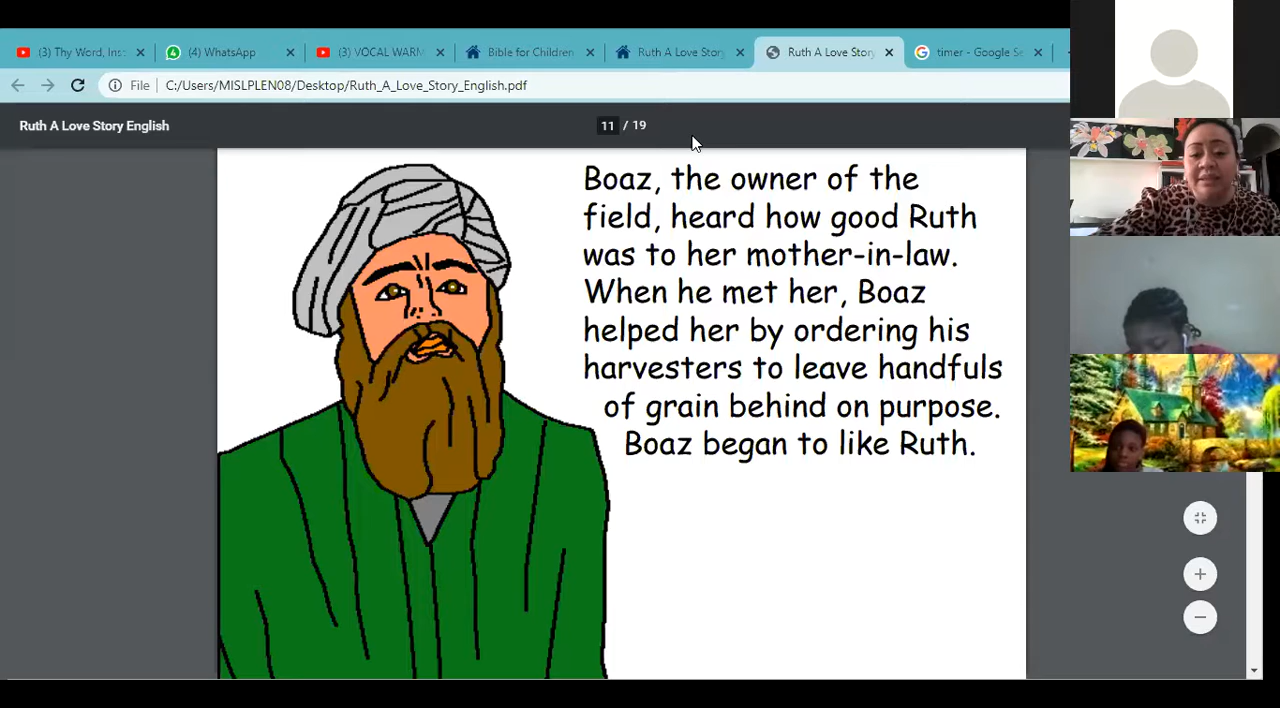 (3) Thy Word, Ins
(4) WhatsApp
(3) VOCAL WARM
Bible for Children
Ruth A Love Story
Ruth A Love Story
timer - Google Se
File
C:/Users/MISLPLEN08/Desktop/Ruth_A_Love_Story_English.pdf
Ruth A Love Story English
11 / 19
Boaz, the owner of the
field, heard how good Ruth
was to her mother-in-law.
When he met her, Boaz
helped her by ordering his
harvesters to leave handfuls
of grain behind on purpose.
Boaz began to like Ruth.